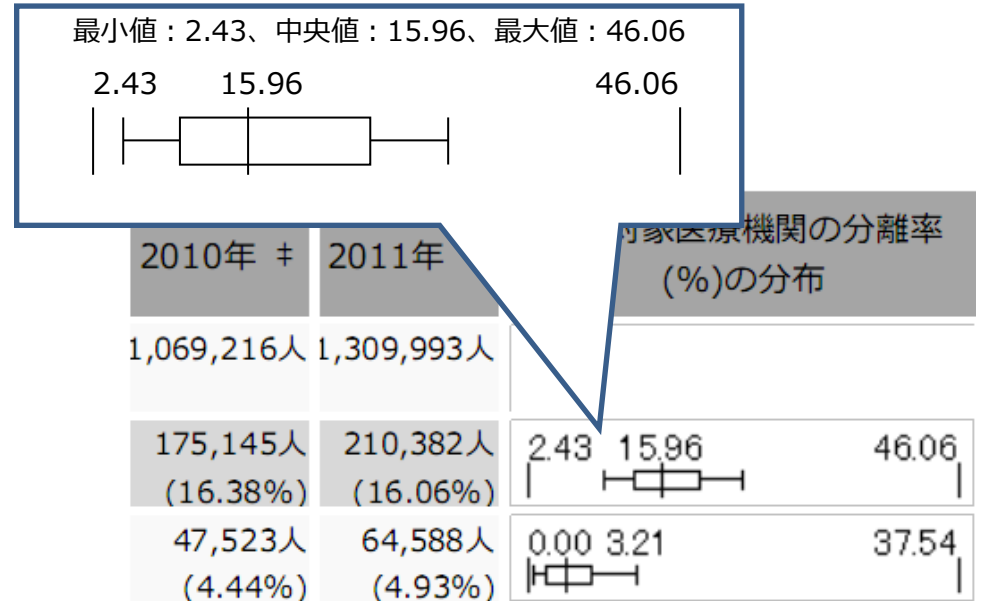 最小値：2.43、中央値：15.96、最大値：46.06
2.43 15.96 46.06
2010年 ‡ 2011年 対象医療機関の分離率
(%)の分布
1,069,216人 1,309,993人
175,145人 210,382人 2.43 15.96 46.06
(16.38%) (16.06%)
47,523人 64,588人 0.00 3.21 37.54
(4.44%) (4.93%)